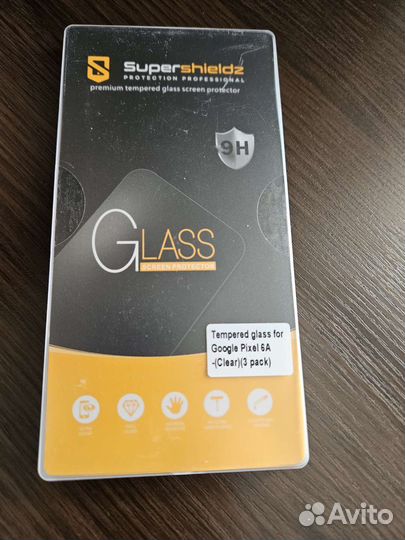 Supershieldz
PROTECTION PROFESSIONAL
premium tempered glass screen protector
9H
GLASS
SCREEN PROTECTOR
Tempered glass for
Google Pixel 6A
-(Clear)(3 pack)
Avito